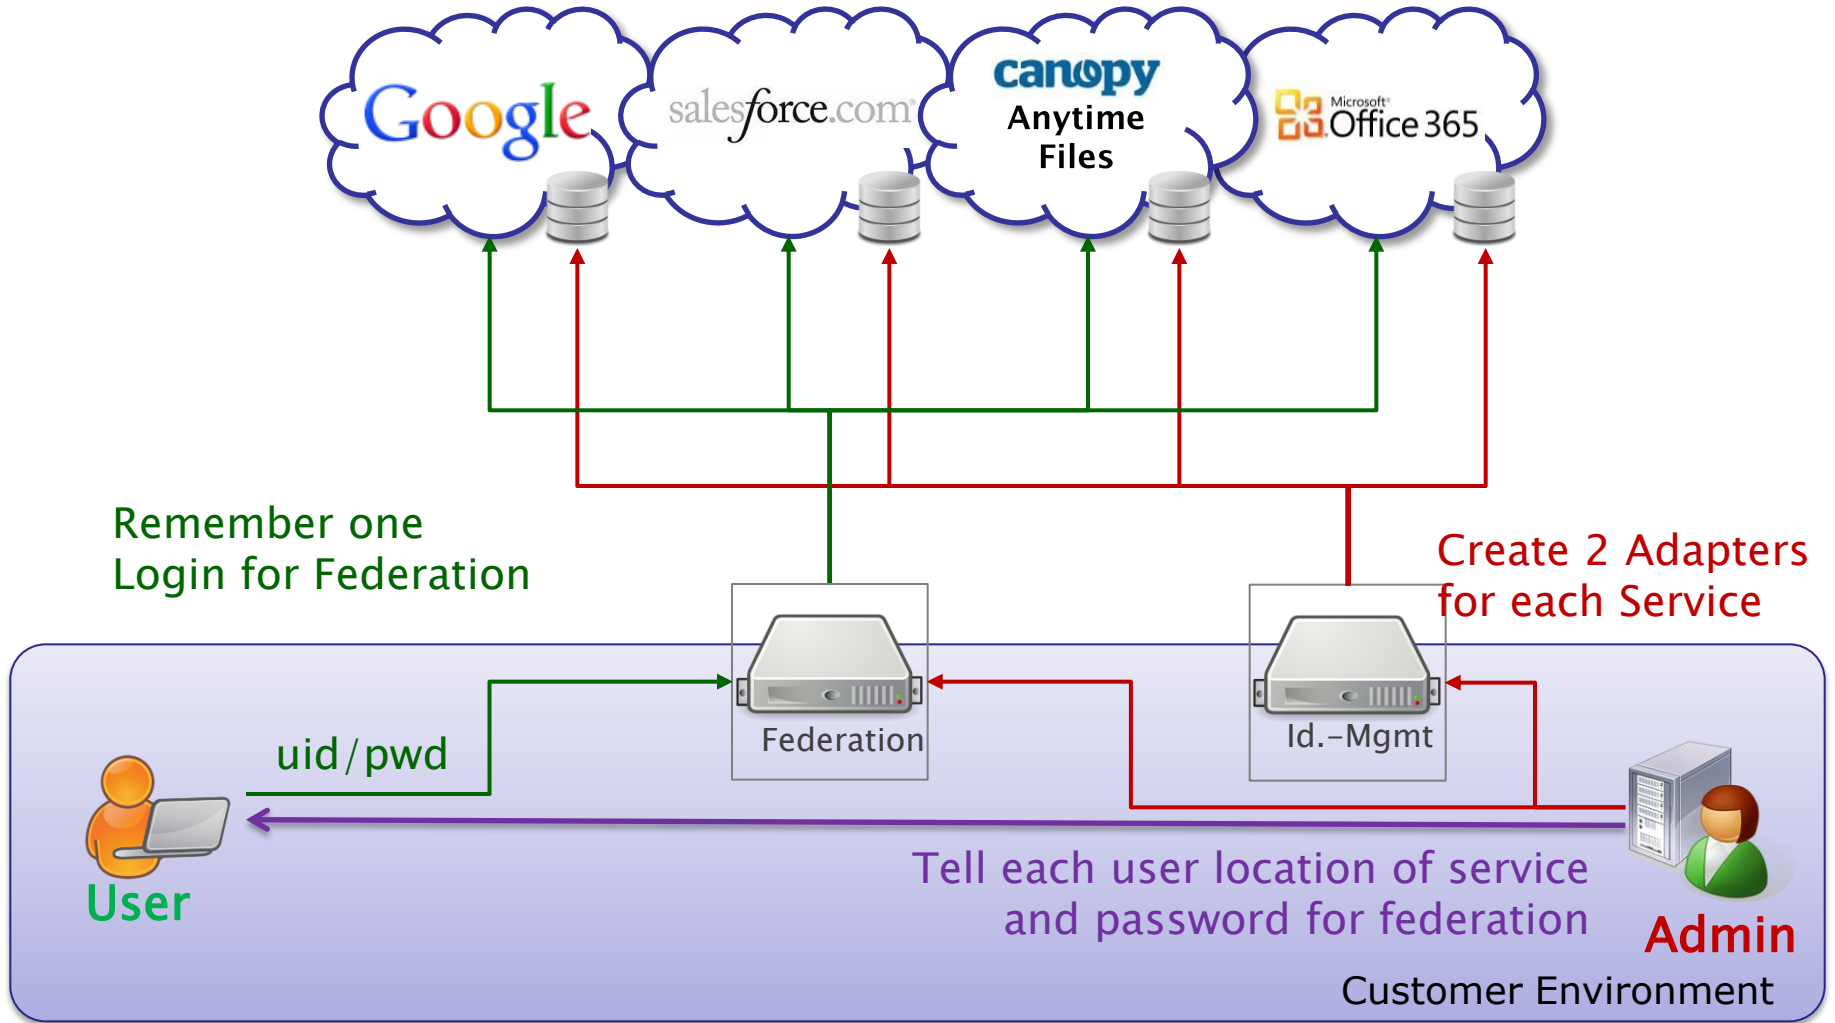 Google
salesforce.com
canopy
Anytime
Files
Microsoft®
Office 365
Remember one
Login for Federation
Create 2 Adapters
for each Service
Federation
Id.-Mgmt
uid/pwd
User
Tell each user location of service
and password for federation
Admin
Customer Environment